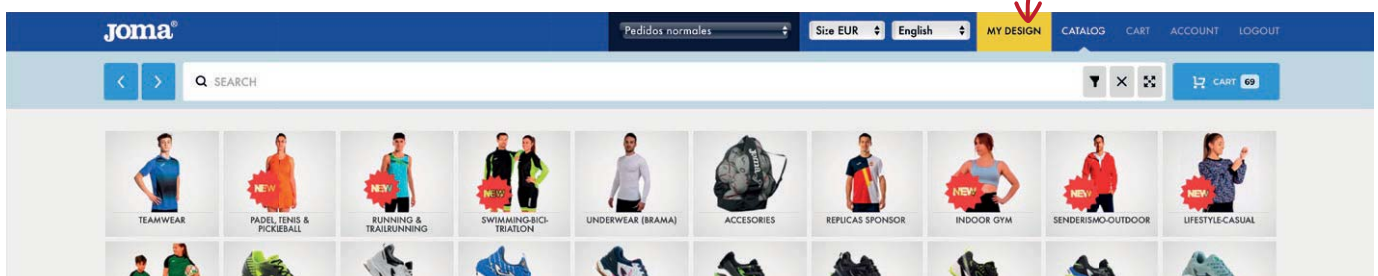 Joma®
Pedidos normales
Size EUR
English
MY DESIGN
CATALOG
CART
ACCOUNT
LOGOUT
SEARCH
CART 69
NEW
NEW
NEW
NEW
NEW
NEW
TEAMWEAR
PADEL, TENIS &
PICKLEBALL
RUNNING &
TRAILRUNNING
SWIMMING-BICI-
TRIATLON
UNDERWEAR (BRAMA)
ACCESORIES
REPLICAS SPONSOR
INDOOR GYM
SENDERISMO-OUTDOOR
LIFESTYLE-CASUAL